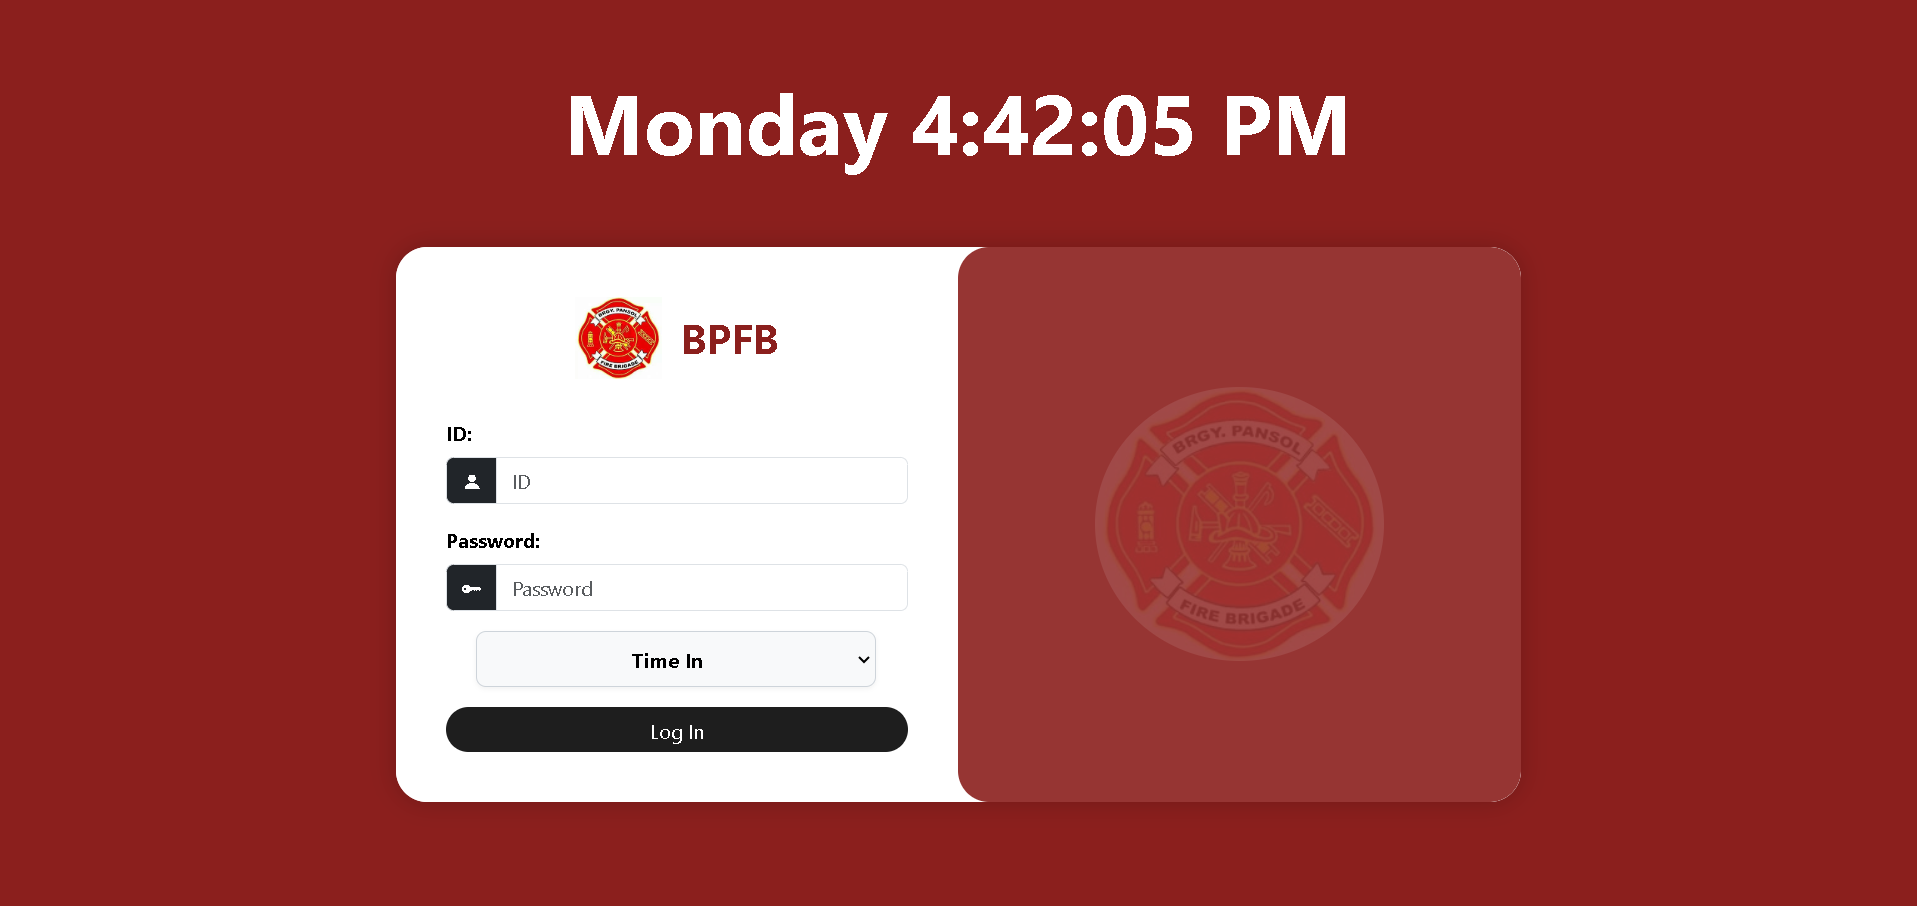 Monday 4:42:05 PM
BRGY. PANSOL
FIRE BRIGADE
BPFB
ID:
ID
Password:
Password
Time In
Log In
BRGY. PANSOL
FIRE BRIGADE